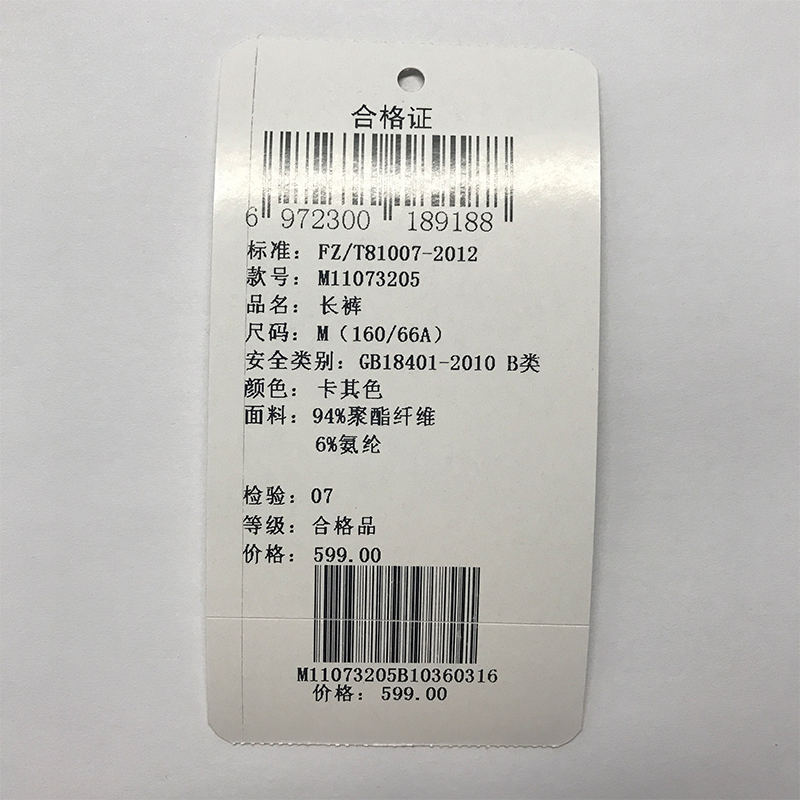 合格证
6 972300 189188
标准：FZ/T81007-2012
款号：M11073205
品名：长裤
尺码：M（160/66A）
安全类别：GB18401-2010 B类
颜色：卡其色
面料：94%聚酯纤维
6%氨纶
检验：07
等级：合格品
价格：599.00
M11073205B10360316
价格：599.00